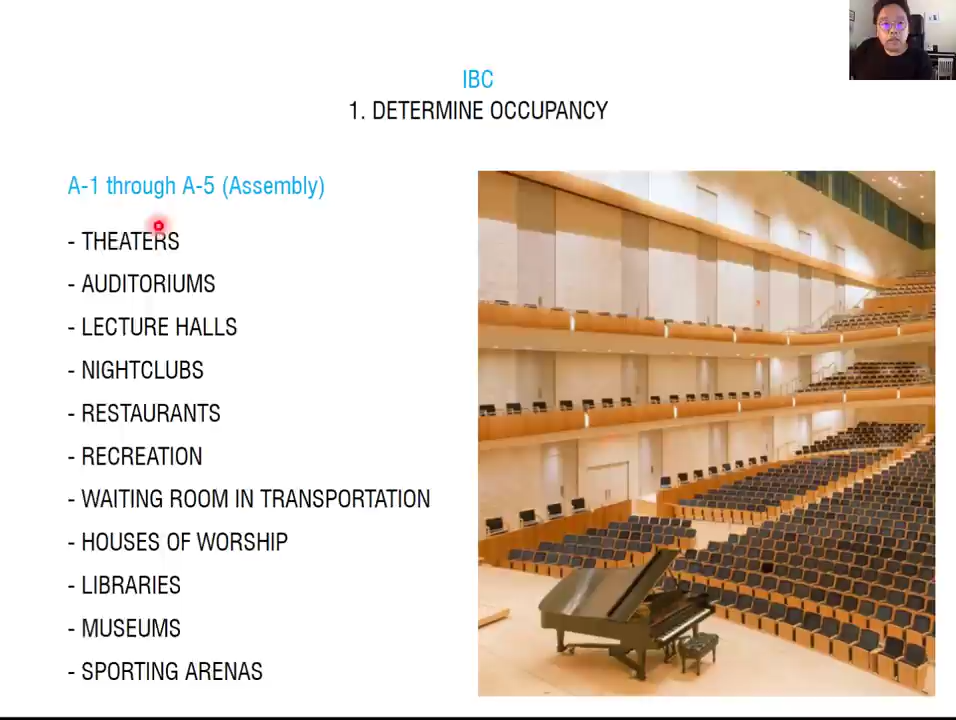 IBC
1. DETERMINE OCCUPANCY
A-1 through A-5 (Assembly)
- THEATERS
- AUDITORIUMS
- LECTURE HALLS
- NIGHTCLUBS
- RESTAURANTS
- RECREATION
- WAITING ROOM IN TRANSPORTATION
- HOUSES OF WORSHIP
- LIBRARIES
- MUSEUMS
- SPORTING ARENAS